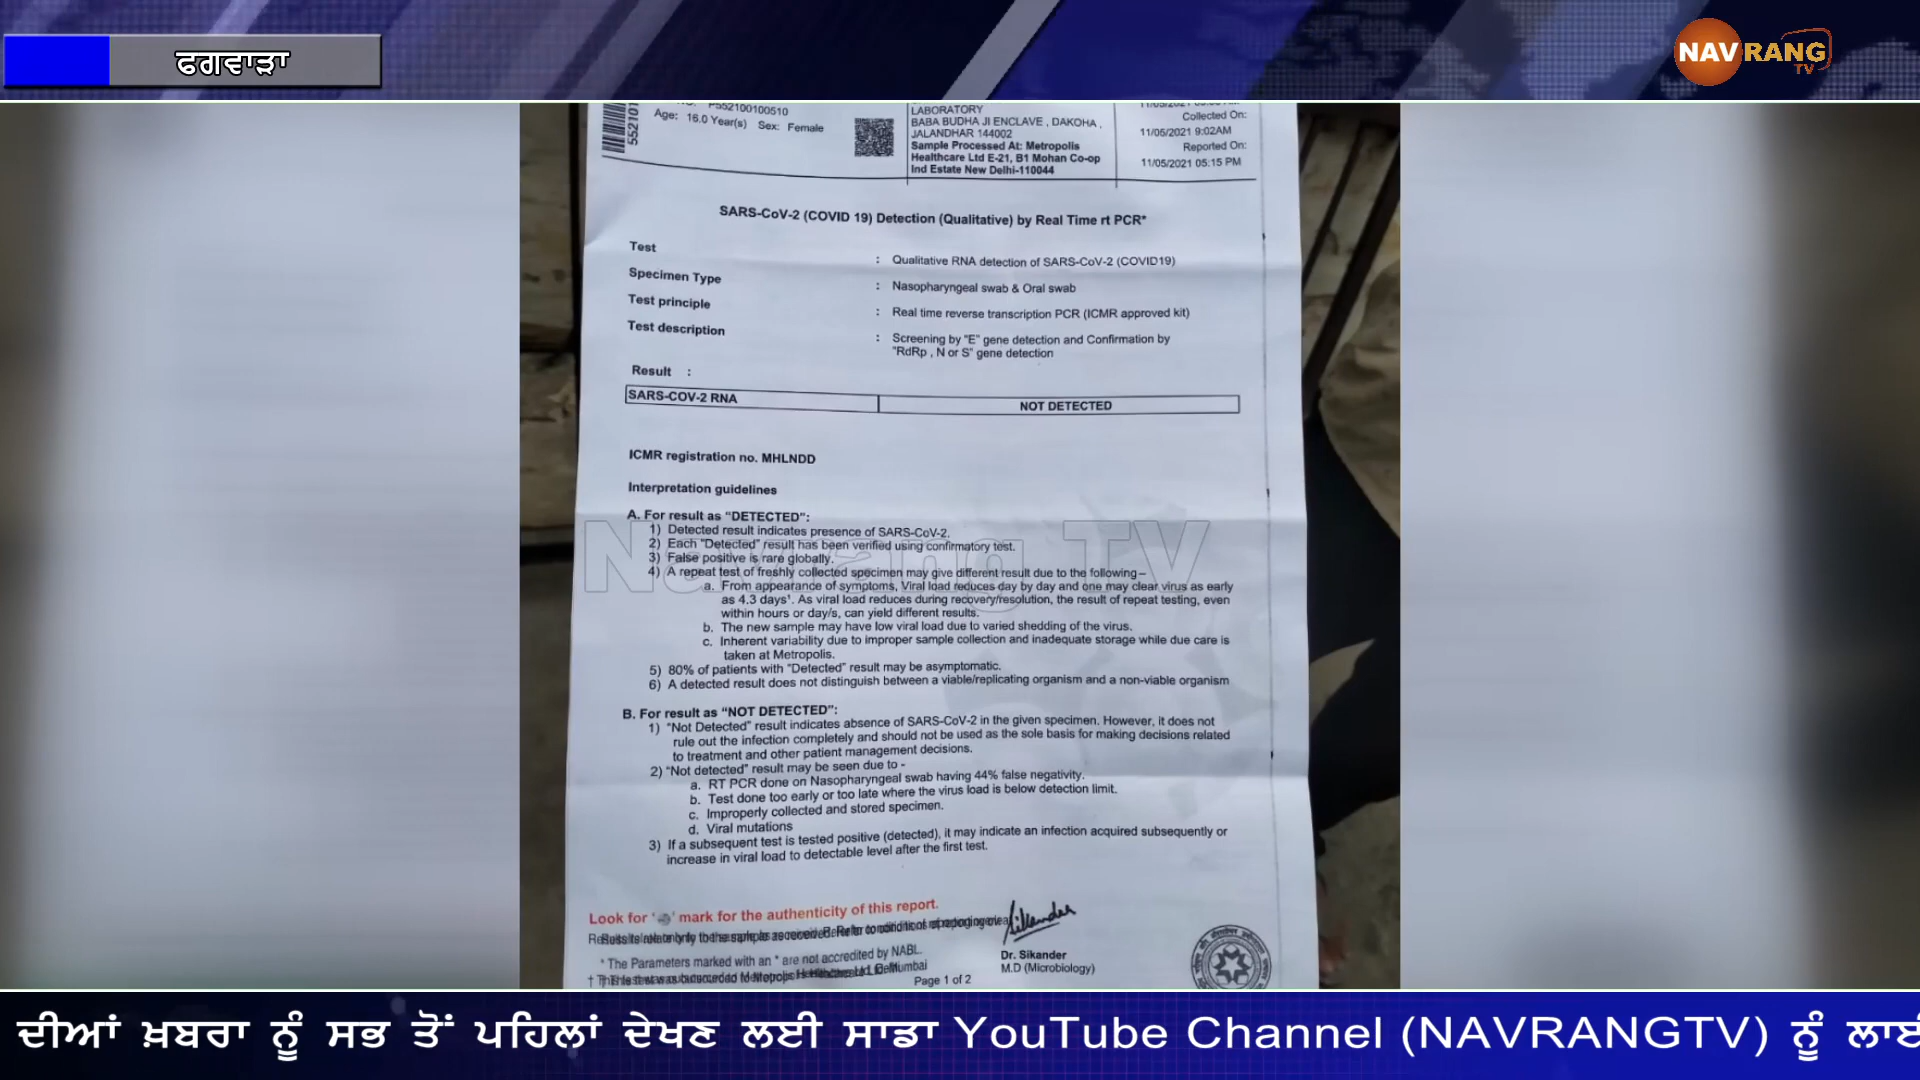 ਫਗਵਾੜਾ
NAVRANG
TV
P552100100510
Age: 16.0 Year(s) Sex: Female
LABORATORY
BABA BUDHA JI ENCLAVE , DAKOHA ,
JALANDHAR 144002
Sample Processed At: Metropolis
Healthcare Ltd E-21, B1 Mohan Co-op
Ind Estate New Delhi-110044
Collected On:
11/05/2021 9:02AM
Reported On:
11/05/2021 05:15 PM
SARS-CoV-2 (COVID 19) Detection (Qualitative) by Real Time rt PCR*
Test : Qualitative RNA detection of SARS-CoV-2 (COVID19)
Specimen Type : Nasopharyngeal swab & Oral swab
Test principle : Real time reverse transcription PCR (ICMR approved kit)
Test description : Screening by "E" gene detection and Confirmation by
"RdRp , N or S" gene detection
Result :
SARS-COV-2 RNA NOT DETECTED
ICMR registration no. MHLNDD
Interpretation guidelines
A. For result as “DETECTED”:
1) Detected result indicates presence of SARS-CoV-2.
2) Each "Detected" result has been verified using confirmatory test.
3) False positive is rare globally.
4) A repeat test of freshly collected specimen may give different result due to the following–
a. From appearance of symptoms, Viral load reduces day by day and one may clear virus as early
as 4.3 days¹. As viral load reduces during recovery/resolution, the result of repeat testing, even
within hours or day/s, can yield different results.
b. The new sample may have low viral load due to varied shedding of the virus.
c. Inherent variability due to improper sample collection and inadequate storage while due care is
taken at Metropolis.
5) 80% of patients with “Detected” result may be asymptomatic.
6) A detected result does not distinguish between a viable/replicating organism and a non-viable organism
Navrang TV
B. For result as “NOT DETECTED”:
1) “Not Detected” result indicates absence of SARS-CoV-2 in the given specimen. However, it does not
rule out the infection completely and should not be used as the sole basis for making decisions related
to treatment and other patient management decisions.
2) “Not detected” result may be seen due to -
a. RT PCR done on Nasopharyngeal swab having 44% false negativity.
b. Test done too early or too late where the virus load is below detection limit.
c. Improperly collected and stored specimen.
d. Viral mutations
3) If a subsequent test is tested positive (detected), it may indicate an infection acquired subsequently or
increase in viral load to detectable level after the first test.
Look for ' ' mark for the authenticity of this report.
* The Parameters marked with an * are not accredited by NABL.
Sikander
Dr. Sikander
M.D (Microbiology)
Page 1 of 2
ਦੀਆਂ ਖ਼ਬਰਾ ਨੂੰ ਸਭ ਤੋਂ ਪਹਿਲਾਂ ਦੇਖਣ ਲਈ ਸਾਡਾ YouTube Channel (NAVRANGTV) ਨੂੰ